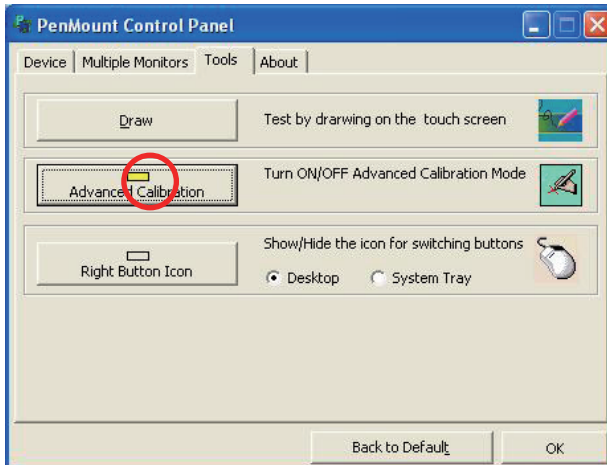 PenMount Control Panel
Device Multiple Monitors Tools About
Draw Test by drarwing on the touch screen
Advanced Calibration Turn ON/OFF Advanced Calibration Mode
Show/Hide the icon for switching buttons
Right Button Icon Desktop System Tray
Back to Default OK